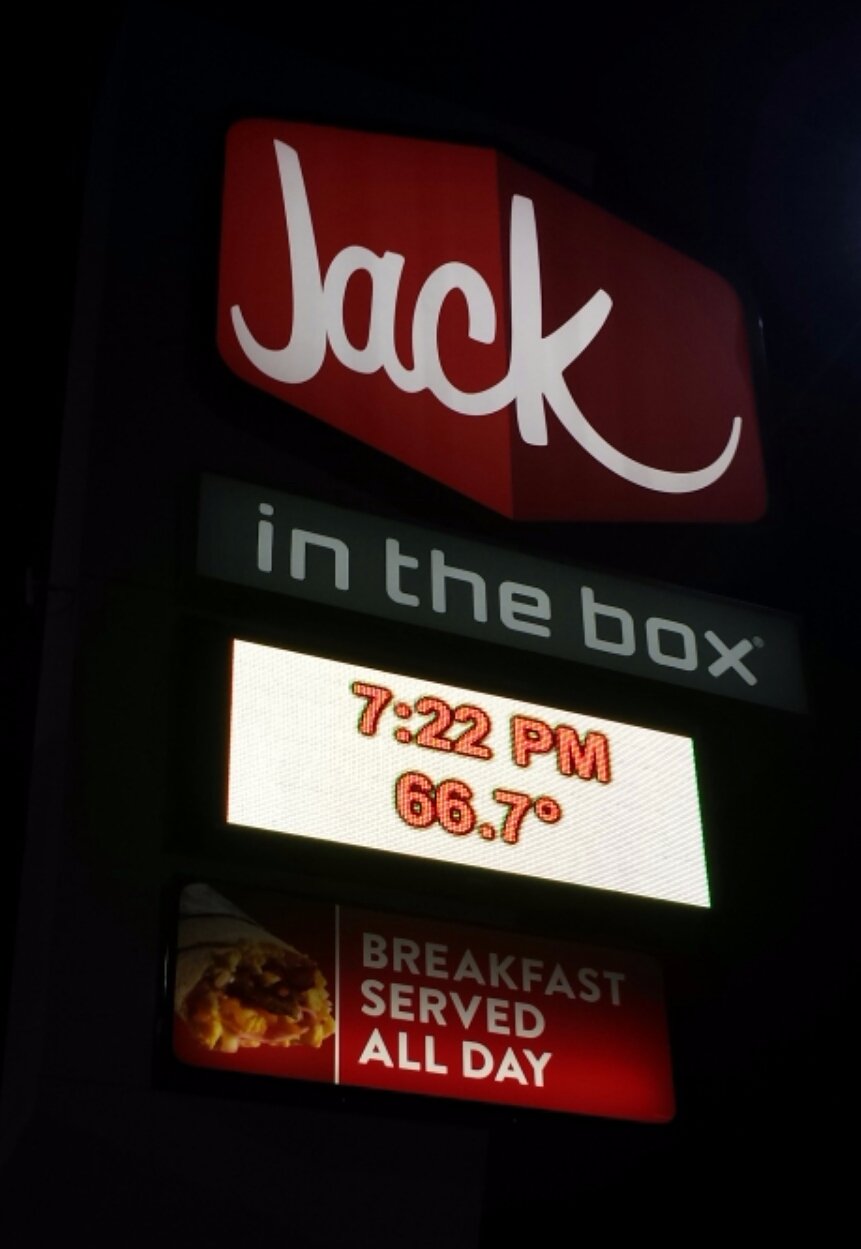 Jack
in the box®
7:22 PM
66.7°
BREAKFAST
SERVED
ALL DAY